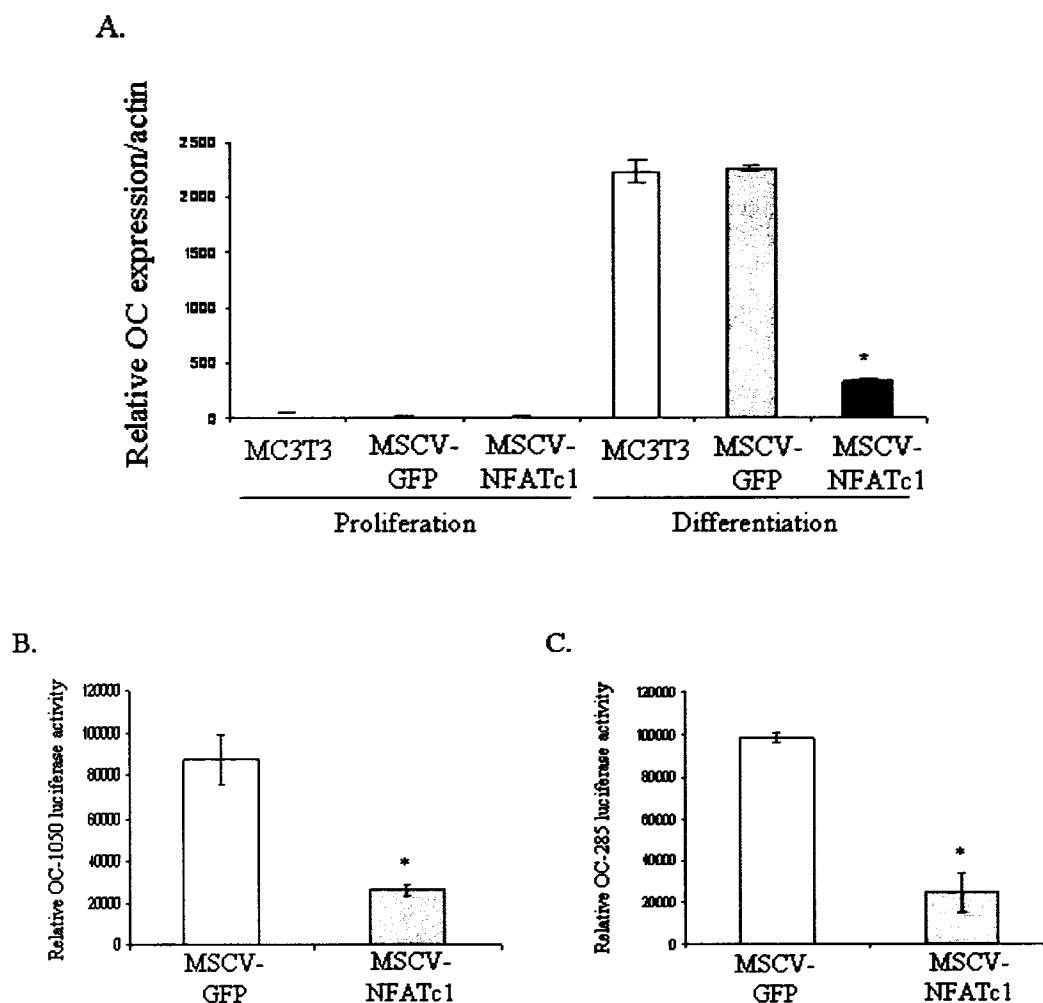 A.
Relative OC expression/actin
2500
2000
1500
1000
500
0
*
MC3T3
MSCV-
GFP
MSCV-
NFATc1
MC3T3
MSCV-
GFP
MSCV-
NFATc1
Proliferation
Differentiation
B.
Relative OC-1050 luciferase activity
120000
100000
80000
60000
40000
20000
0
*
MSCV-
GFP
MSCV-
NFATc1
C.
Relative OC-285 luciferase activity
120000
100000
80000
60000
40000
20000
0
*
MSCV-
GFP
MSCV-
NFATc1